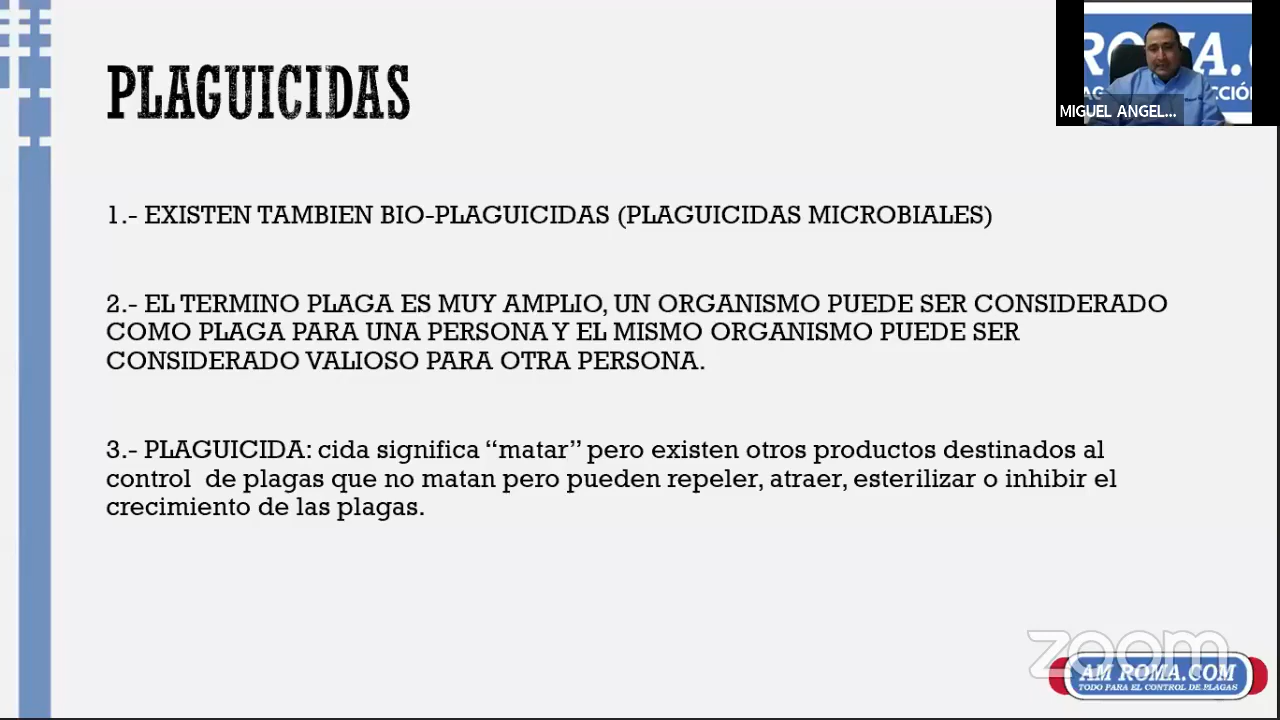 PLAGUICIDAS
ROMA.C
AG
CCIÓN
MIGUEL ANGEL...
1.- EXISTEN TAMBIEN BIO-PLAGUICIDAS (PLAGUICIDAS MICROBIALES)
2.- EL TERMINO PLAGA ES MUY AMPLIO, UN ORGANISMO PUEDE SER CONSIDERADO
COMO PLAGA PARA UNA PERSONA Y EL MISMO ORGANISMO PUEDE SER
CONSIDERADO VALIOSO PARA OTRA PERSONA.
3.- PLAGUICIDA: cida significa “matar” pero existen otros productos destinados al
control  de plagas que no matan pero pueden repeler, atraer, esterilizar o inhibir el
crecimiento de las plagas.
zoom
AM ROMA.COM
TODO PARA EL CONTROL DE PLAGAS